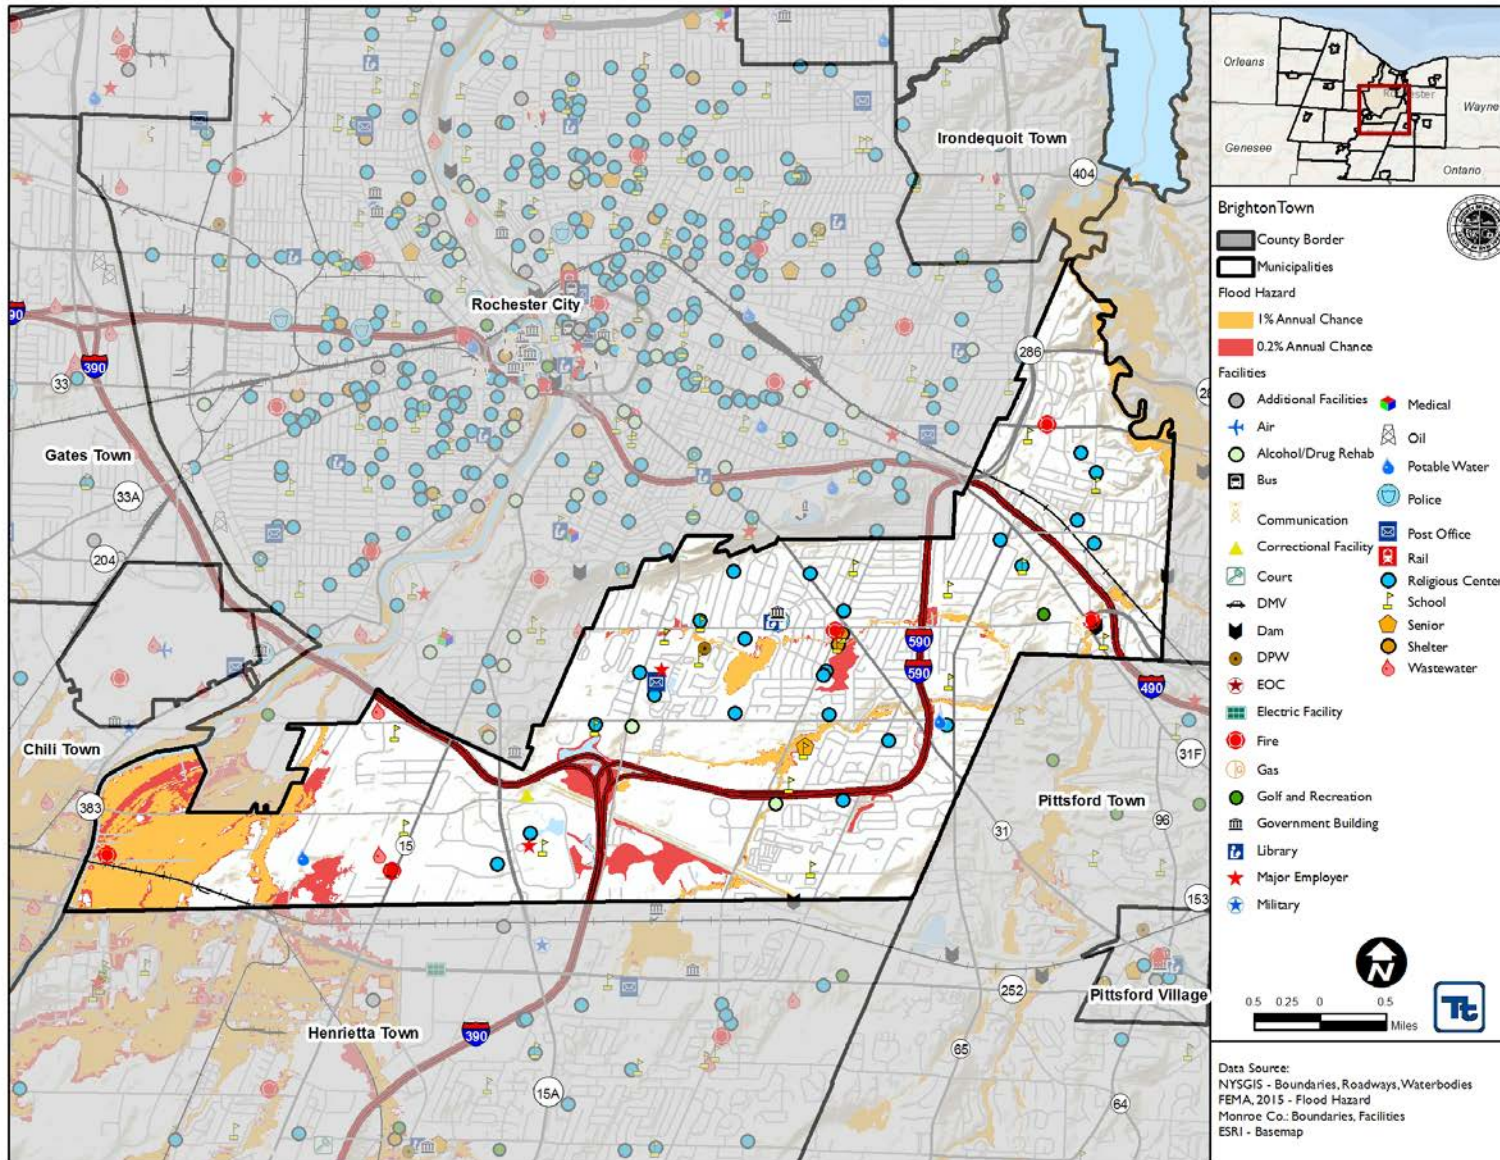 Irondequoit Town
404
Rochester City
286
390
33
Gates Town
33A
204
590
590
490
Chili Town
383
31F
Pittsford Town
96
31
15
153
252
Pittsford Village
Henrietta Town
390
65
15A
64
Orleans
Rochester
Wayne
Genesee
Ontario
BrightonTown
County Border
Municipalities
Flood Hazard
1% Annual Chance
0.2% Annual Chance
Facilities
Additional Facilities
Air
Alcohol/Drug Rehab
Bus
Communication
Correctional Facility
Court
DMV
Dam
DPW
EOC
Electric Facility
Fire
Gas
Golf and Recreation
Government Building
Library
Major Employer
Military
Medical
Oil
Potable Water
Police
Post Office
Rail
Religious Center
School
Senior
Shelter
Wastewater
N
0.5 0.25 0 0.5
Miles
Tt
Data Source:
NYSGIS - Boundaries, Roadways, Waterbodies
FEMA, 2015 - Flood Hazard
Monroe Co.: Boundaries, Facilities
ESRI - Basemap